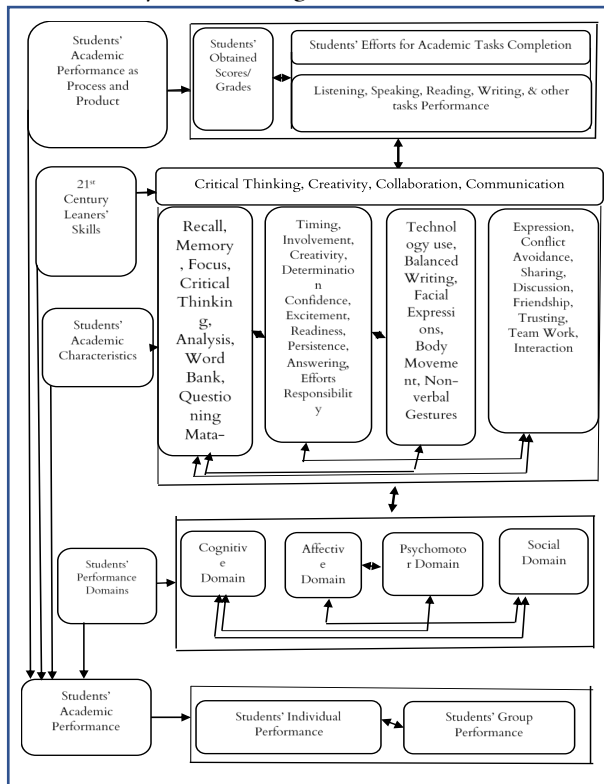 Students'
Academic
Performance as
Process and
Product
Students'
Obtained
Scores/
Grades
Students' Efforts for Academic Tasks Completion
Listening, Speaking, Reading, Writing, & other
tasks Performance
21st
Century
Leaners'
Skills
Critical Thinking, Creativity, Collaboration, Communication
Students'
Academic
Characteristics
Recall,
Memory
, Focus,
Critical
Thinkin
g,
Analysis,
Word
Bank,
Questio
ning
Mata-
Timing,
Involvement,
Creativity,
Determinatio
n
Confidence,
Excitement,
Readiness,
Persistence,
Answering,
Efforts
Responsibilit
y
Technol
ogy use,
Balanced
Writing,
Facial
Expressi
ons,
Body
Moveme
nt, Non-
verbal
Gestures
Expression,
Conflict
Avoidance,
Sharing,
Discussion,
Friendship,
Trusting,
Team Work,
Interaction
Students'
Performance
Domains
Cognitiv
e
Domain
Affectiv
e
Domain
Psychomoto
r Domain
Social
Domain
Students'
Academic
Performance
Students' Individual
Performance
Students' Group
Performance